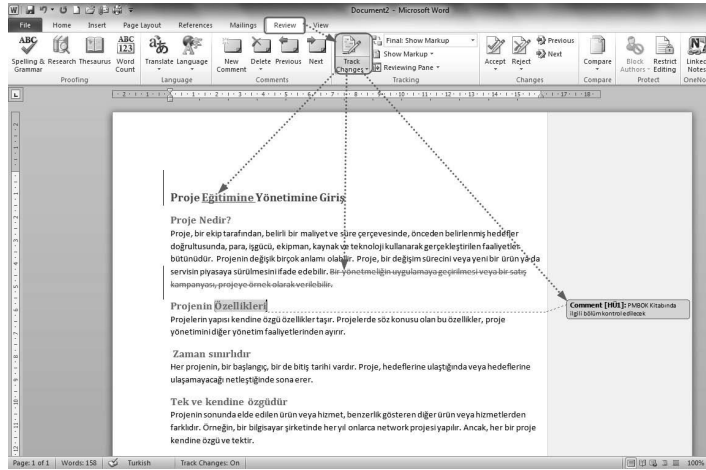 Document2 - Microsoft Word
File Home Insert Page Layout References Mailings Review View
Spelling & Grammar Research Thesaurus Word Count Translate Language New Comment Delete Previous Next Track Changes Final: Show Markup Show Markup Reviewing Pane Accept Reject Previous Next Compare Block Authors Restrict Editing Linked Notes
Proofing Language Comments Tracking Changes Compare Protect OneNo
Proje Eğitimine Yönetimine Giriş
Proje Nedir?
Proje, bir ekip tarafından, belirli bir maliyet ve süre çerçevesinde, önceden belirlenmiş hedefler
doğrultusunda, para, işgücü, ekipman, kaynak ve teknoloji kullanarak gerçekleştirilen faaliyetler
bütünüdür. Projenin değişik birçok anlamı olabilir. Proje, bir değişim sürecini veya yeni bir ürün ya da
servisin piyasaya sürülmesini ifade edebilir. Bir yönetmeliğin uygulamaya geçirilmesi veya bir satış
kampanyası, projeye örnek olarak verilebilir.
Projenin Özellikleri
Comment [HÜ1]: PMBOK Kitabında
ilgili bölüm kontrol edilecek
Projelerin yapısı kendine özgü özellikler taşır. Projelerde söz konusu olan bu özellikler, proje
yönetimini diğer yönetim faaliyetlerinden ayırır.
Zaman sınırlıdır
Her projenin, bir başlangıç, bir de bitiş tarihi vardır. Proje, hedeflerine ulaştığında veya hedeflerine
ulaşamayacağı netleştiğinde sona erer.
Tek ve kendine özgüdür
Projenin sonunda elde edilen ürün veya hizmet, benzerlik gösteren diğer ürün veya hizmetlerden
farklıdır. Örneğin, bir bilgisayar şirketinde her yıl onlarca network projesi yapılır. Ancak, her bir proje
kendine özgü ve tektir.
Page: 1 of 1 Words: 158 Turkish Track Changes: On 100%